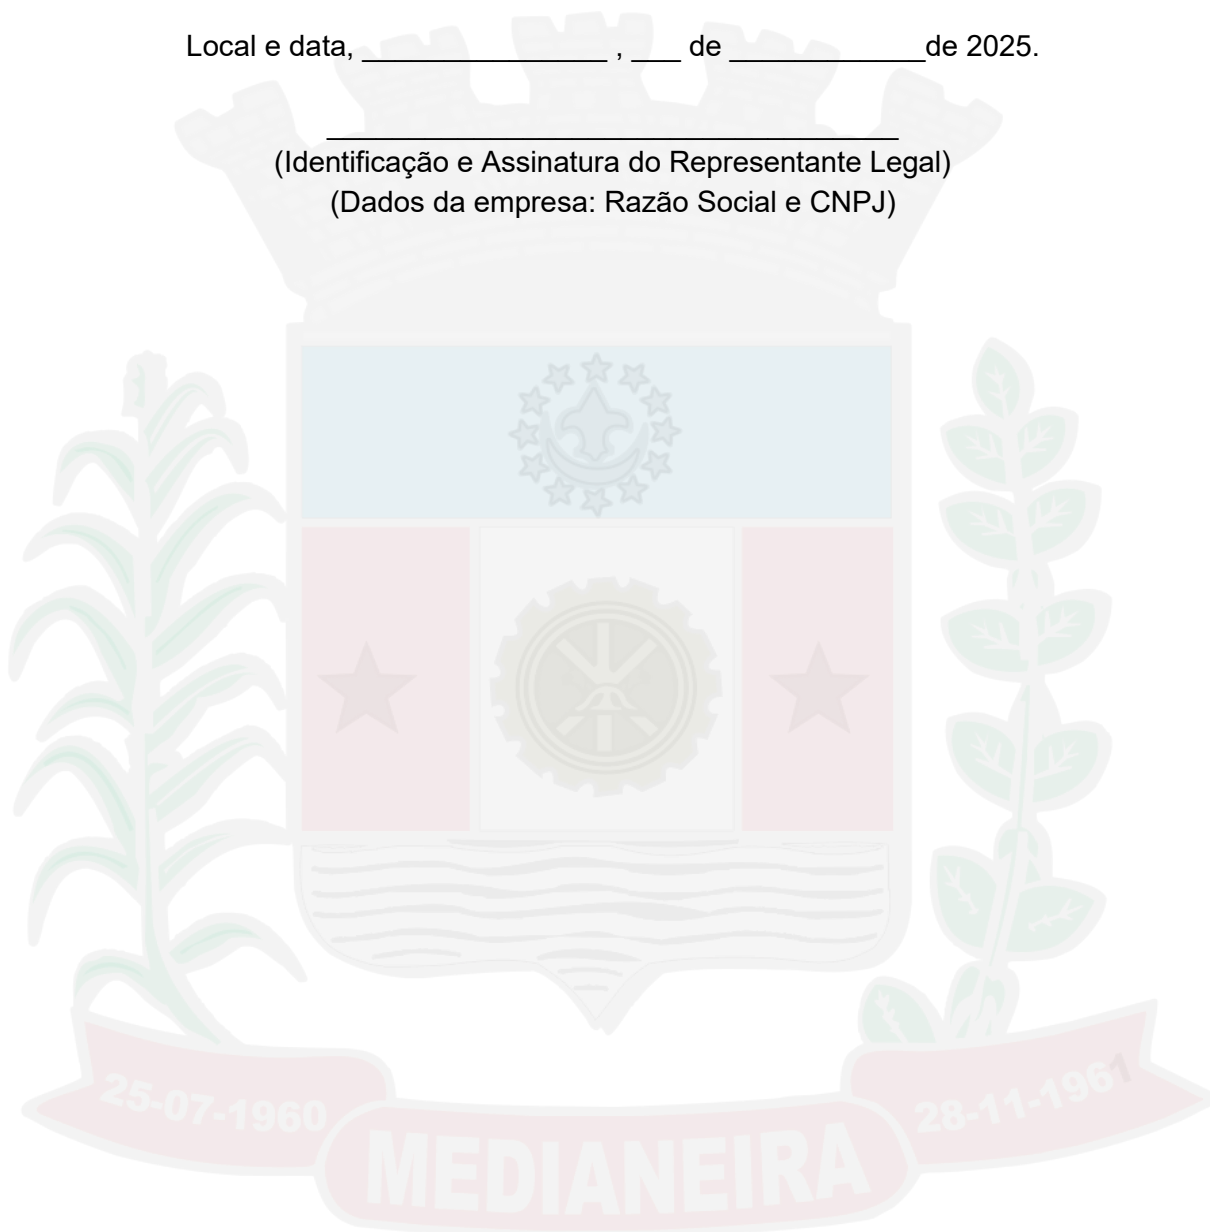 Local e data, _______________ , ___ de ____________de 2025.
___________________________________
(Identificação e Assinatura do Representante Legal)
(Dados da empresa: Razão Social e CNPJ)
25-07-1960
28-11-1961
MEDIANEIRA